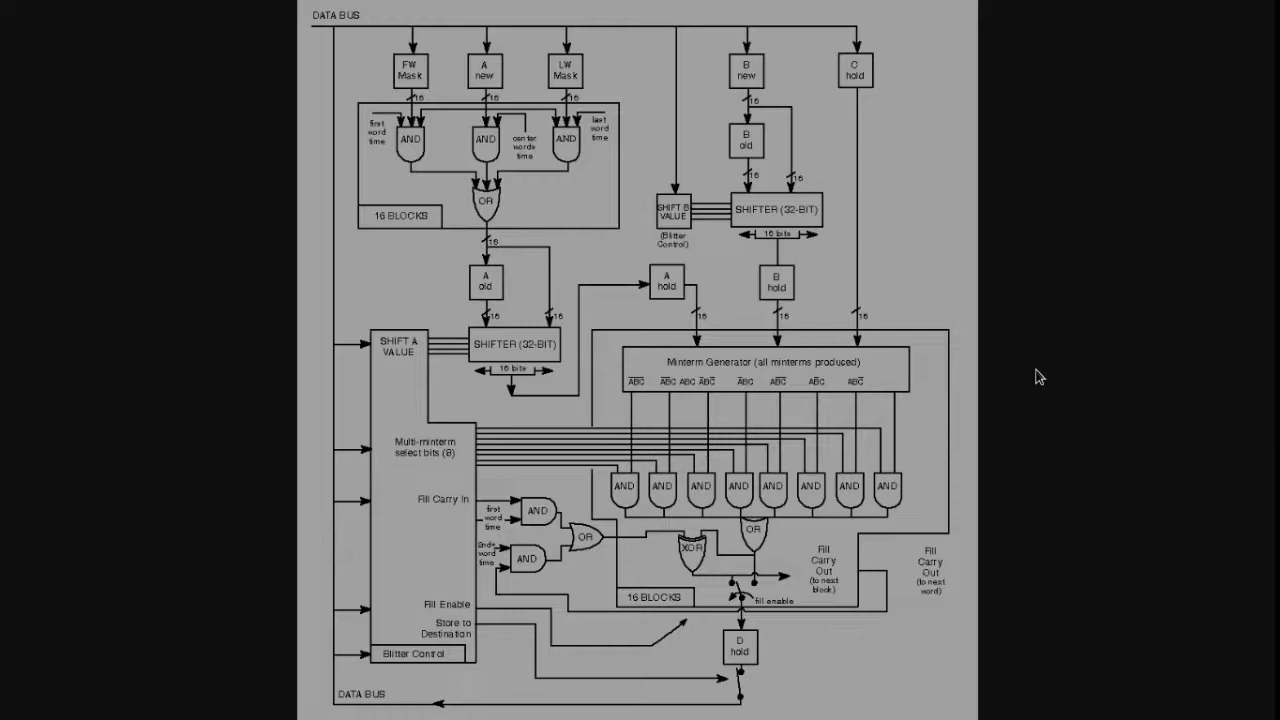 DATA BUS
FW
Mask
A
new
LW
Mask
B
new
C
hold
16
16
16
16
first
word
time
AND
AND
center
words
time
AND
last
word
time
B
old
16
16
OR
16 BLOCKS
SHIFT B
VALUE
SHIFTER (32-BIT)
16 bits
(Blitter
Control)
16
A
old
A
hold
B
hold
16
16
16
16
16
SHIFT A
VALUE
SHIFTER (32-BIT)
16 bits
Minterm Generator (all minterms produced)
Multi-minterm
select bits (8)
AND
AND
AND
AND
AND
AND
AND
AND
Fill Carry In
first
word
time
AND
OR
OR
XOR
AND
word
time
Fill
Carry
Out
(to next
block)
Fill
Carry
Out
(to next
word)
16 BLOCKS
fill enable
Fill Enable
Store to
Destination
Blitter Control
D
hold
DATA BUS